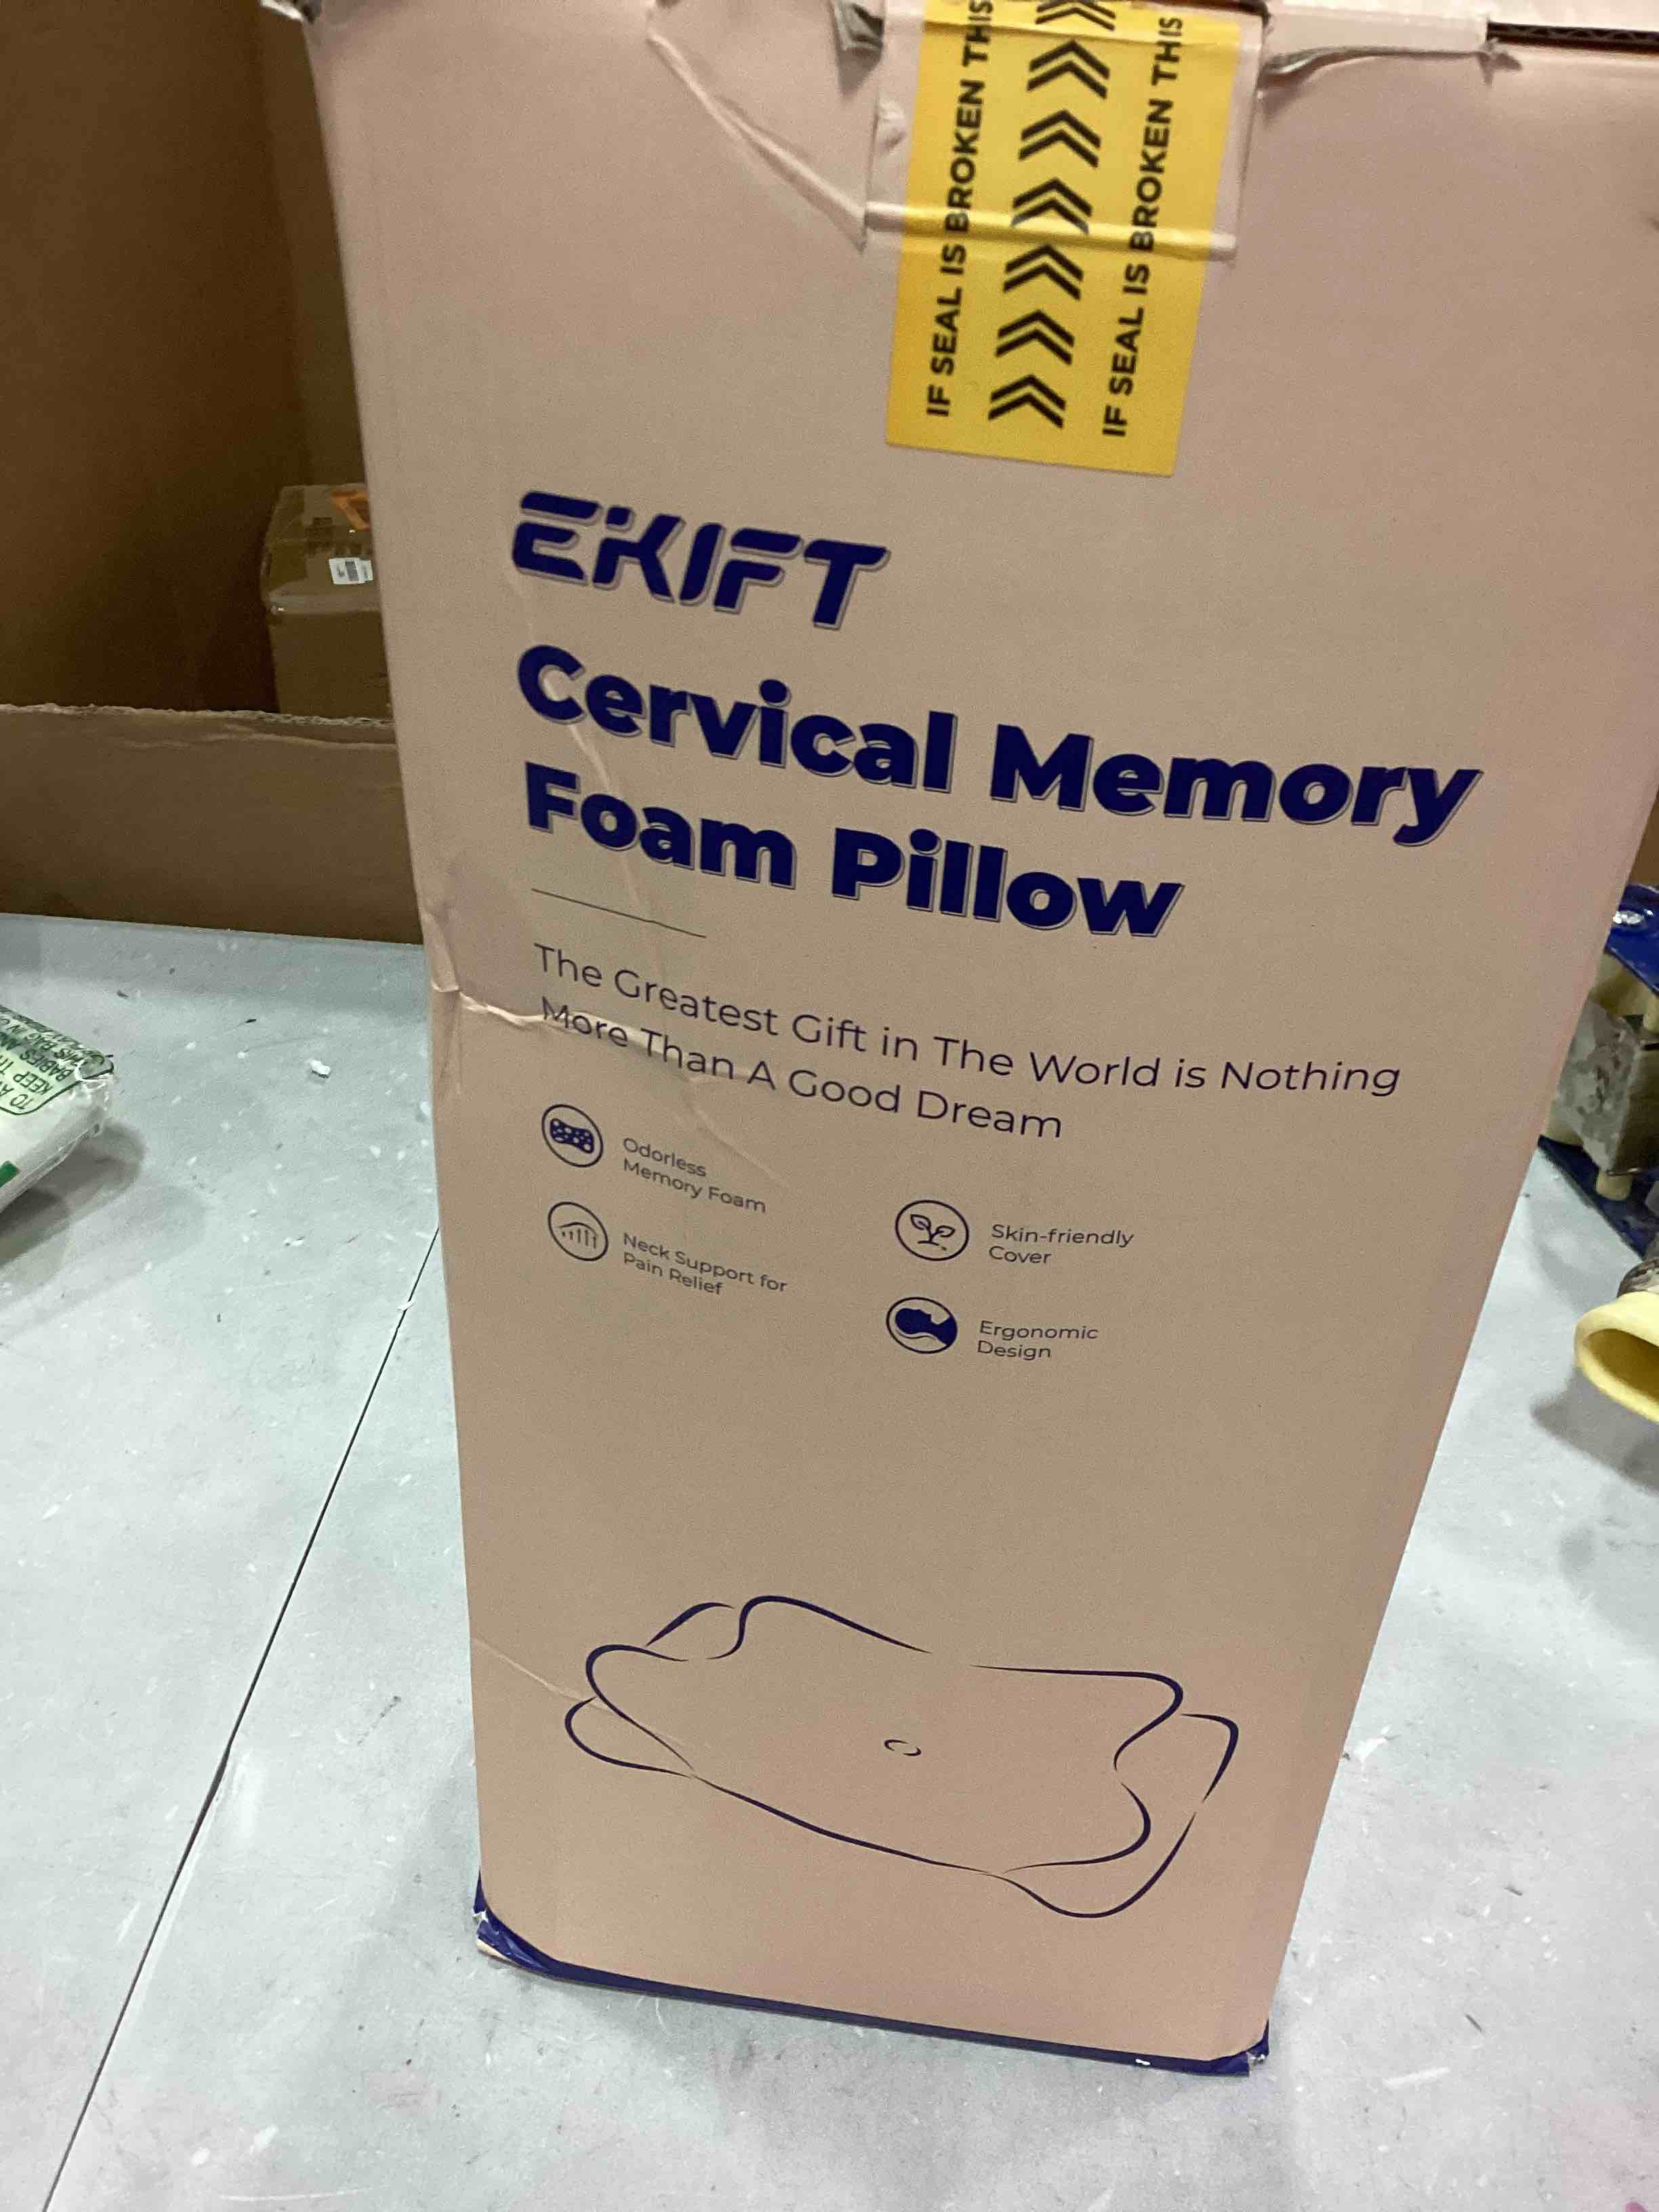 IF SEAL IS BROKEN THIS
IF SEAL IS BROKEN THIS
EKIFT
Cervical Memory
Foam Pillow
The Greatest Gift in The World is Nothing
More Than A Good Dream
Odorless
Memory Foam
Neck Support for
Pain Relief
Skin-friendly
Cover
Ergonomic
Design
KEEP